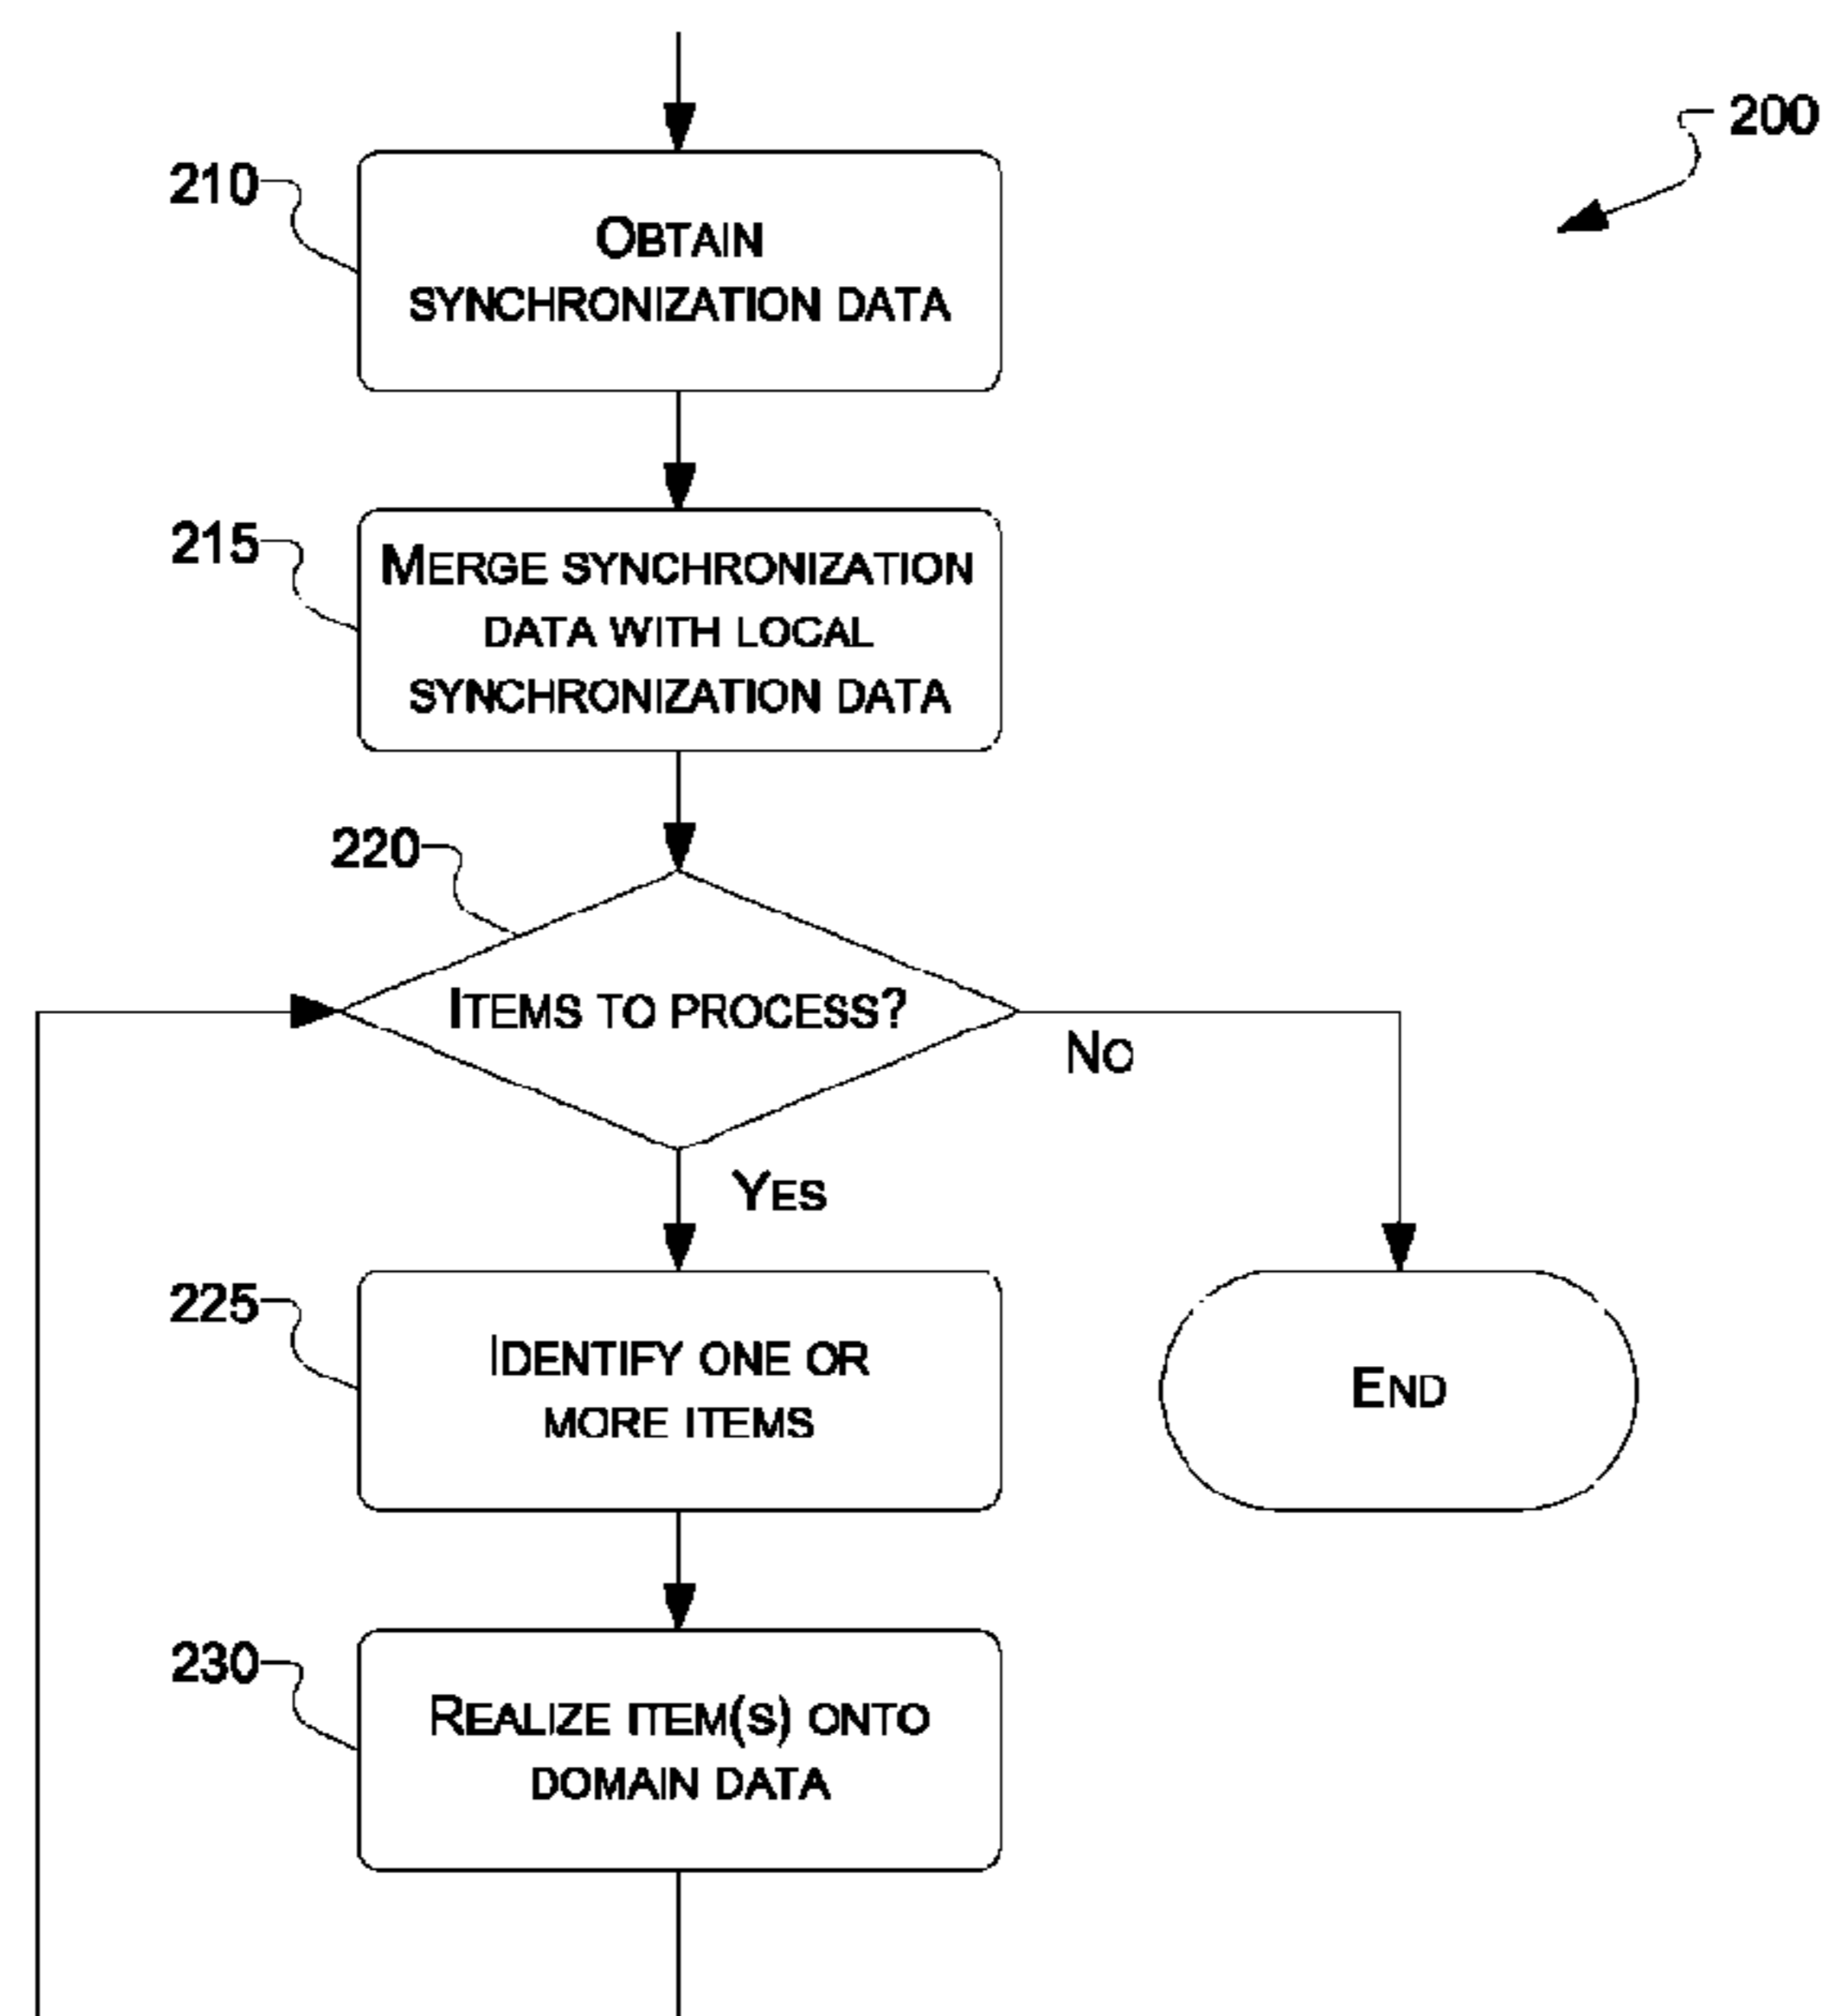 200
210
OBTAIN
SYNCHRONIZATION DATA
215
MERGE SYNCHRONIZATION
DATA WITH LOCAL
SYNCHRONIZATION DATA
220
ITEMS TO PROCESS?
NO
YES
225
IDENTIFY ONE OR
MORE ITEMS
END
230
REALIZE ITEM(S) ONTO
DOMAIN DATA